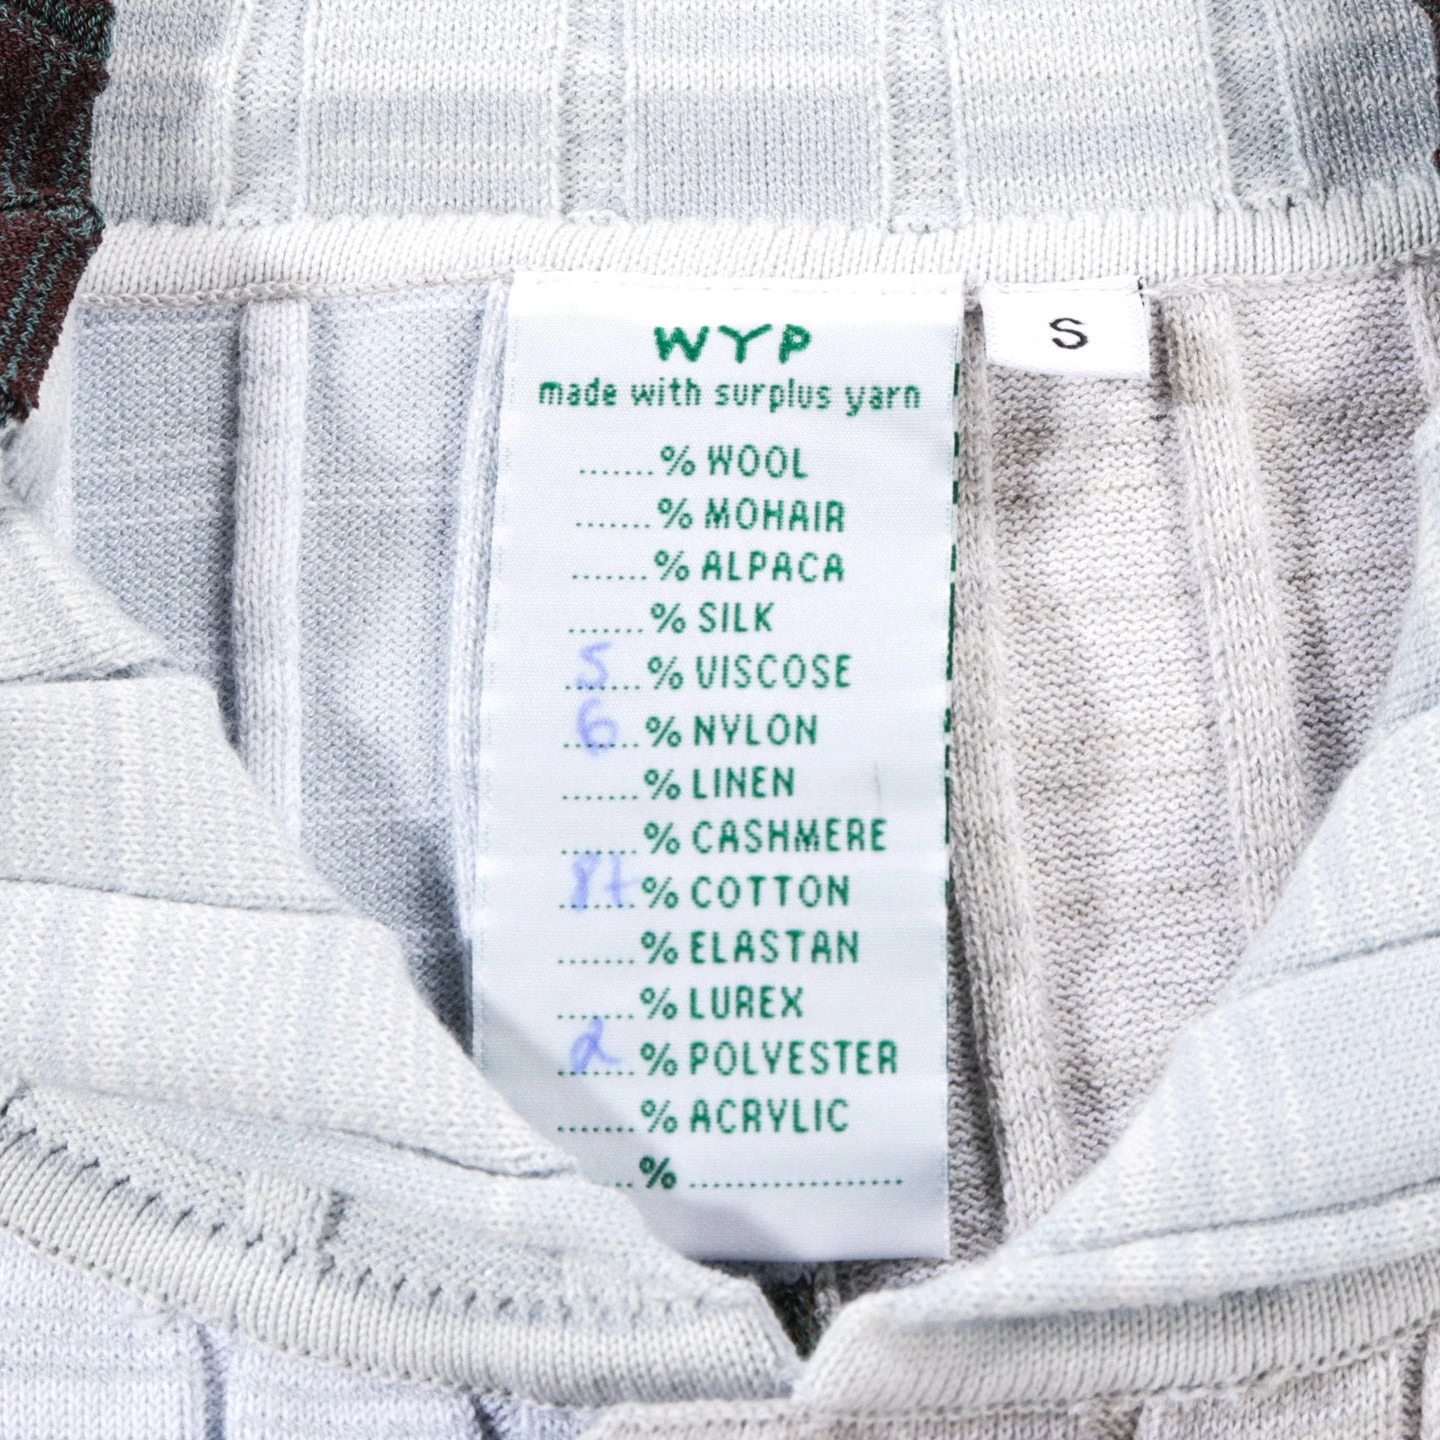 WYP
S
made with surplus yarn
.......% WOOL
.......% MOHAIR
.......% ALPACA
.......% SILK
5% VISCOSE
6% NYLON
.......% LINEN
.......% CASHMERE
87% COTTON
.......% ELASTAN
.......% LUREX
2% POLYESTER
.......% ACRYLIC
..% ....................